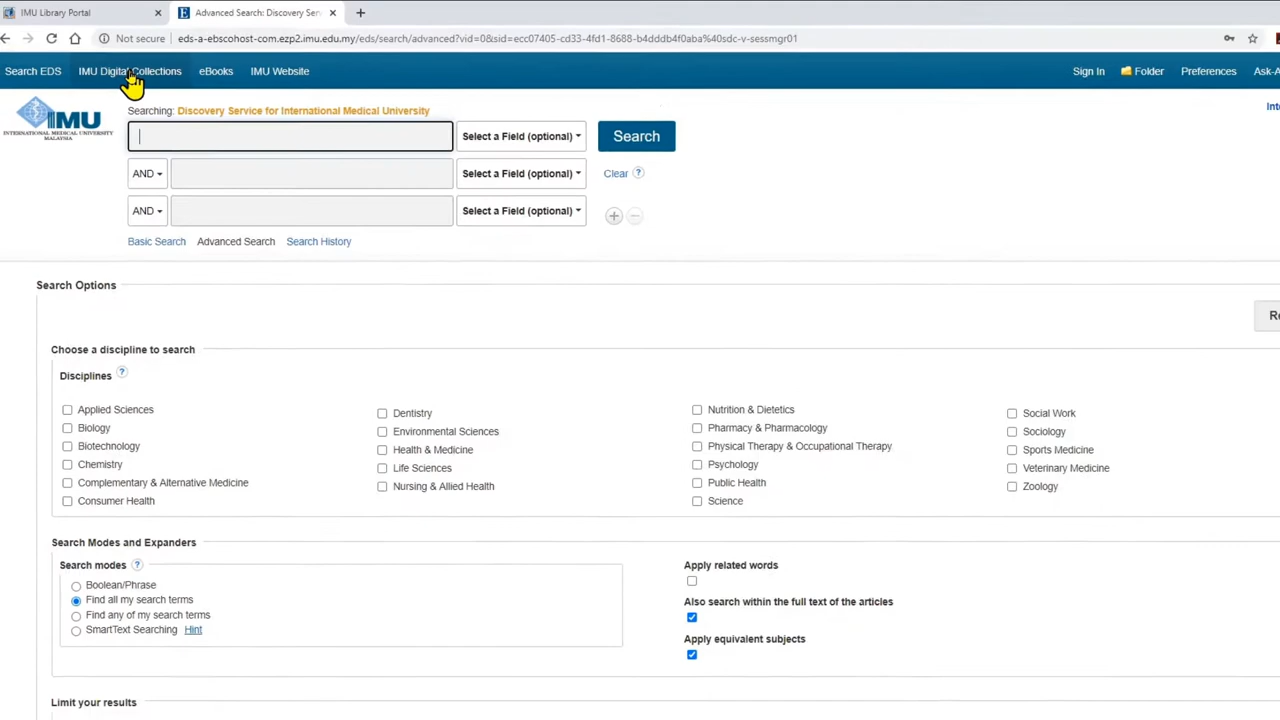 IMU Library Portal
Advanced Search: Discovery Ser
Not secure
eds-a-ebscohost-com.ezp2.imu.edu.my/eds/search/advanced?vid=0&sid=ecc07405-cd33-4fd1-8688-b4dddb4f0aba%40sdc-v-sessmgr01
Search EDS IMU Digital Collections eBooks IMU Website Sign In Folder Preferences Ask-A
IMU
INTERNATIONAL MEDICAL UNIVERSITY
MALAYSIA
Searching: Discovery Service for International Medical University
Select a Field (optional) Search
AND Select a Field (optional) Clear ?
AND Select a Field (optional)
Basic Search Advanced Search Search History
Search Options
Choose a discipline to search
Disciplines ?
Applied Sciences
Biology
Biotechnology
Chemistry
Complementary & Alternative Medicine
Consumer Health
Dentistry
Environmental Sciences
Health & Medicine
Life Sciences
Nursing & Allied Health
Nutrition & Dietetics
Pharmacy & Pharmacology
Physical Therapy & Occupational Therapy
Psychology
Public Health
Science
Social Work
Sociology
Sports Medicine
Veterinary Medicine
Zoology
Search Modes and Expanders
Search modes ?
Boolean/Phrase
Find all my search terms
Find any of my search terms
SmartText Searching Hint
Apply related words
Also search within the full text of the articles
Apply equivalent subjects
Limit your results